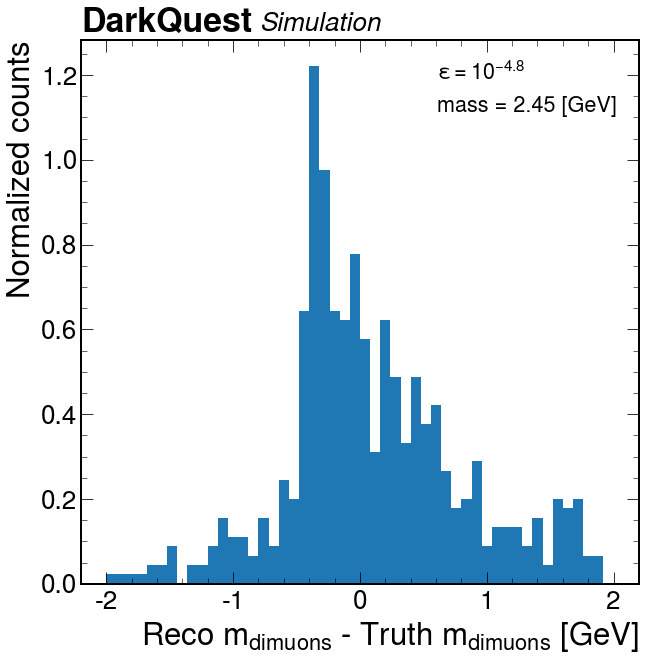 DarkQuest Simulation
ε = 10⁻⁴·⁸
mass = 2.45 [GeV]
Normalized counts
1.2
1.0
0.8
0.6
0.4
0.2
0.0
-2 -1 0 1 2
Reco m_dimuons - Truth m_dimuons [GeV]